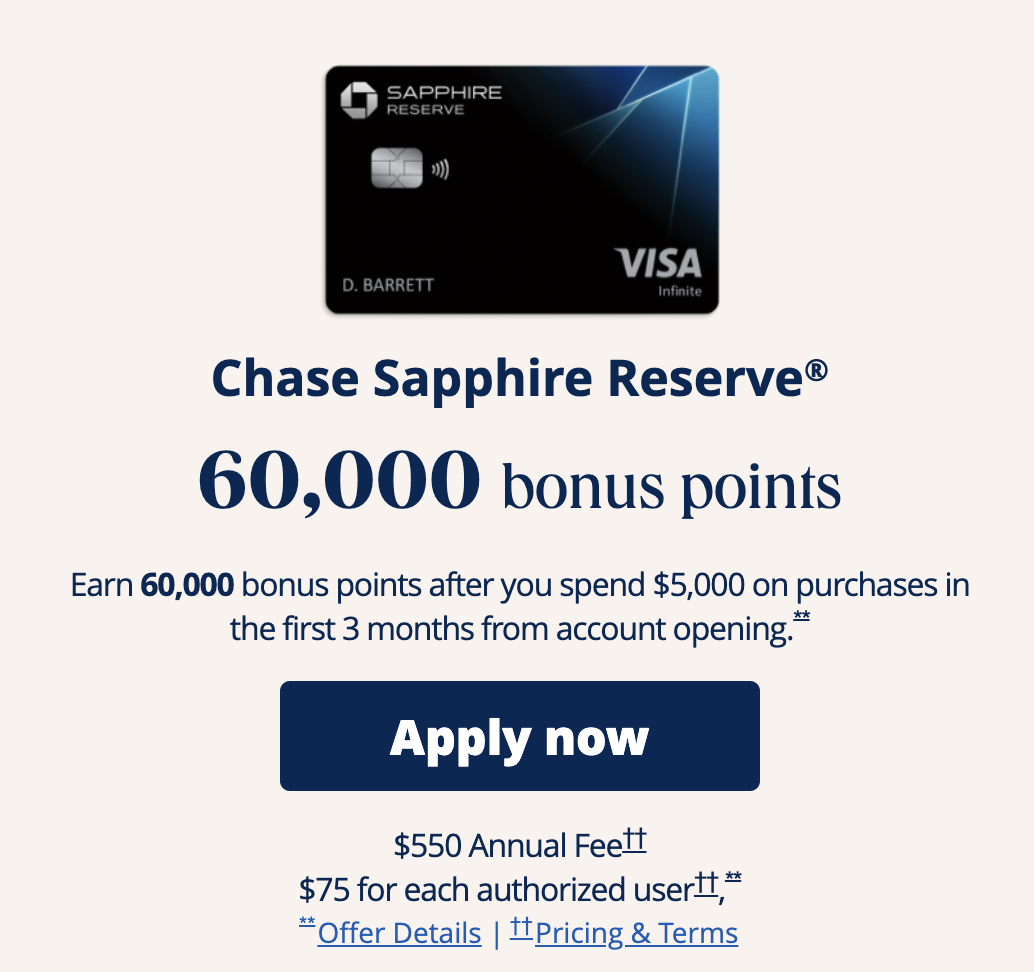 SAPPHIRE
RESERVE
D. BARRETT
VISA
Infinite
Chase Sapphire Reserve®
60,000 bonus points
Earn 60,000 bonus points after you spend $5,000 on purchases in
the first 3 months from account opening.**
Apply now
$550 Annual Fee††
$75 for each authorized user††,**
**Offer Details | ††Pricing & Terms